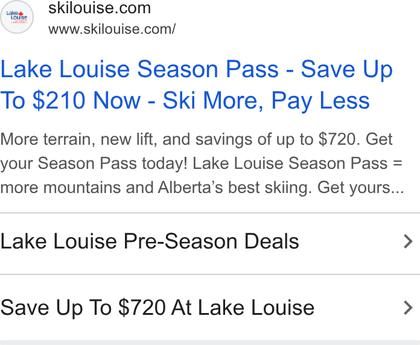 Lake Louise
skilouise.com
www.skilouise.com/
Lake Louise Season Pass - Save Up
To $210 Now - Ski More, Pay Less
More terrain, new lift, and savings of up to $720. Get
your Season Pass today! Lake Louise Season Pass =
more mountains and Alberta’s best skiing. Get yours...
Lake Louise Pre-Season Deals
Save Up To $720 At Lake Louise